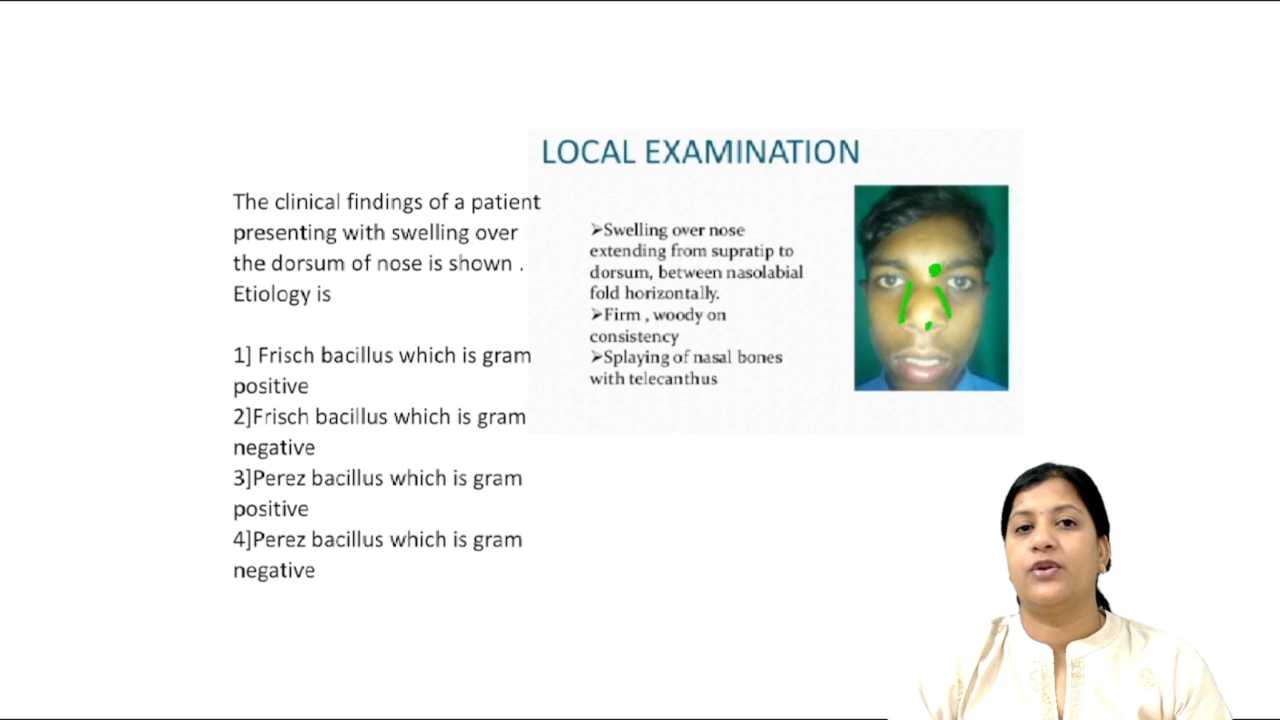 LOCAL EXAMINATION
The clinical findings of a patient
presenting with swelling over
the dorsum of nose is shown .
Etiology is
1] Frisch bacillus which is gram
positive
2]Frisch bacillus which is gram
negative
3]Perez bacillus which is gram
positive
4]Perez bacillus which is gram
negative
➢Swelling over nose
extending from supratip to
dorsum, between nasolabial
fold horizontally.
➢Firm , woody on
consistency
➢Splaying of nasal bones
with telecanthus